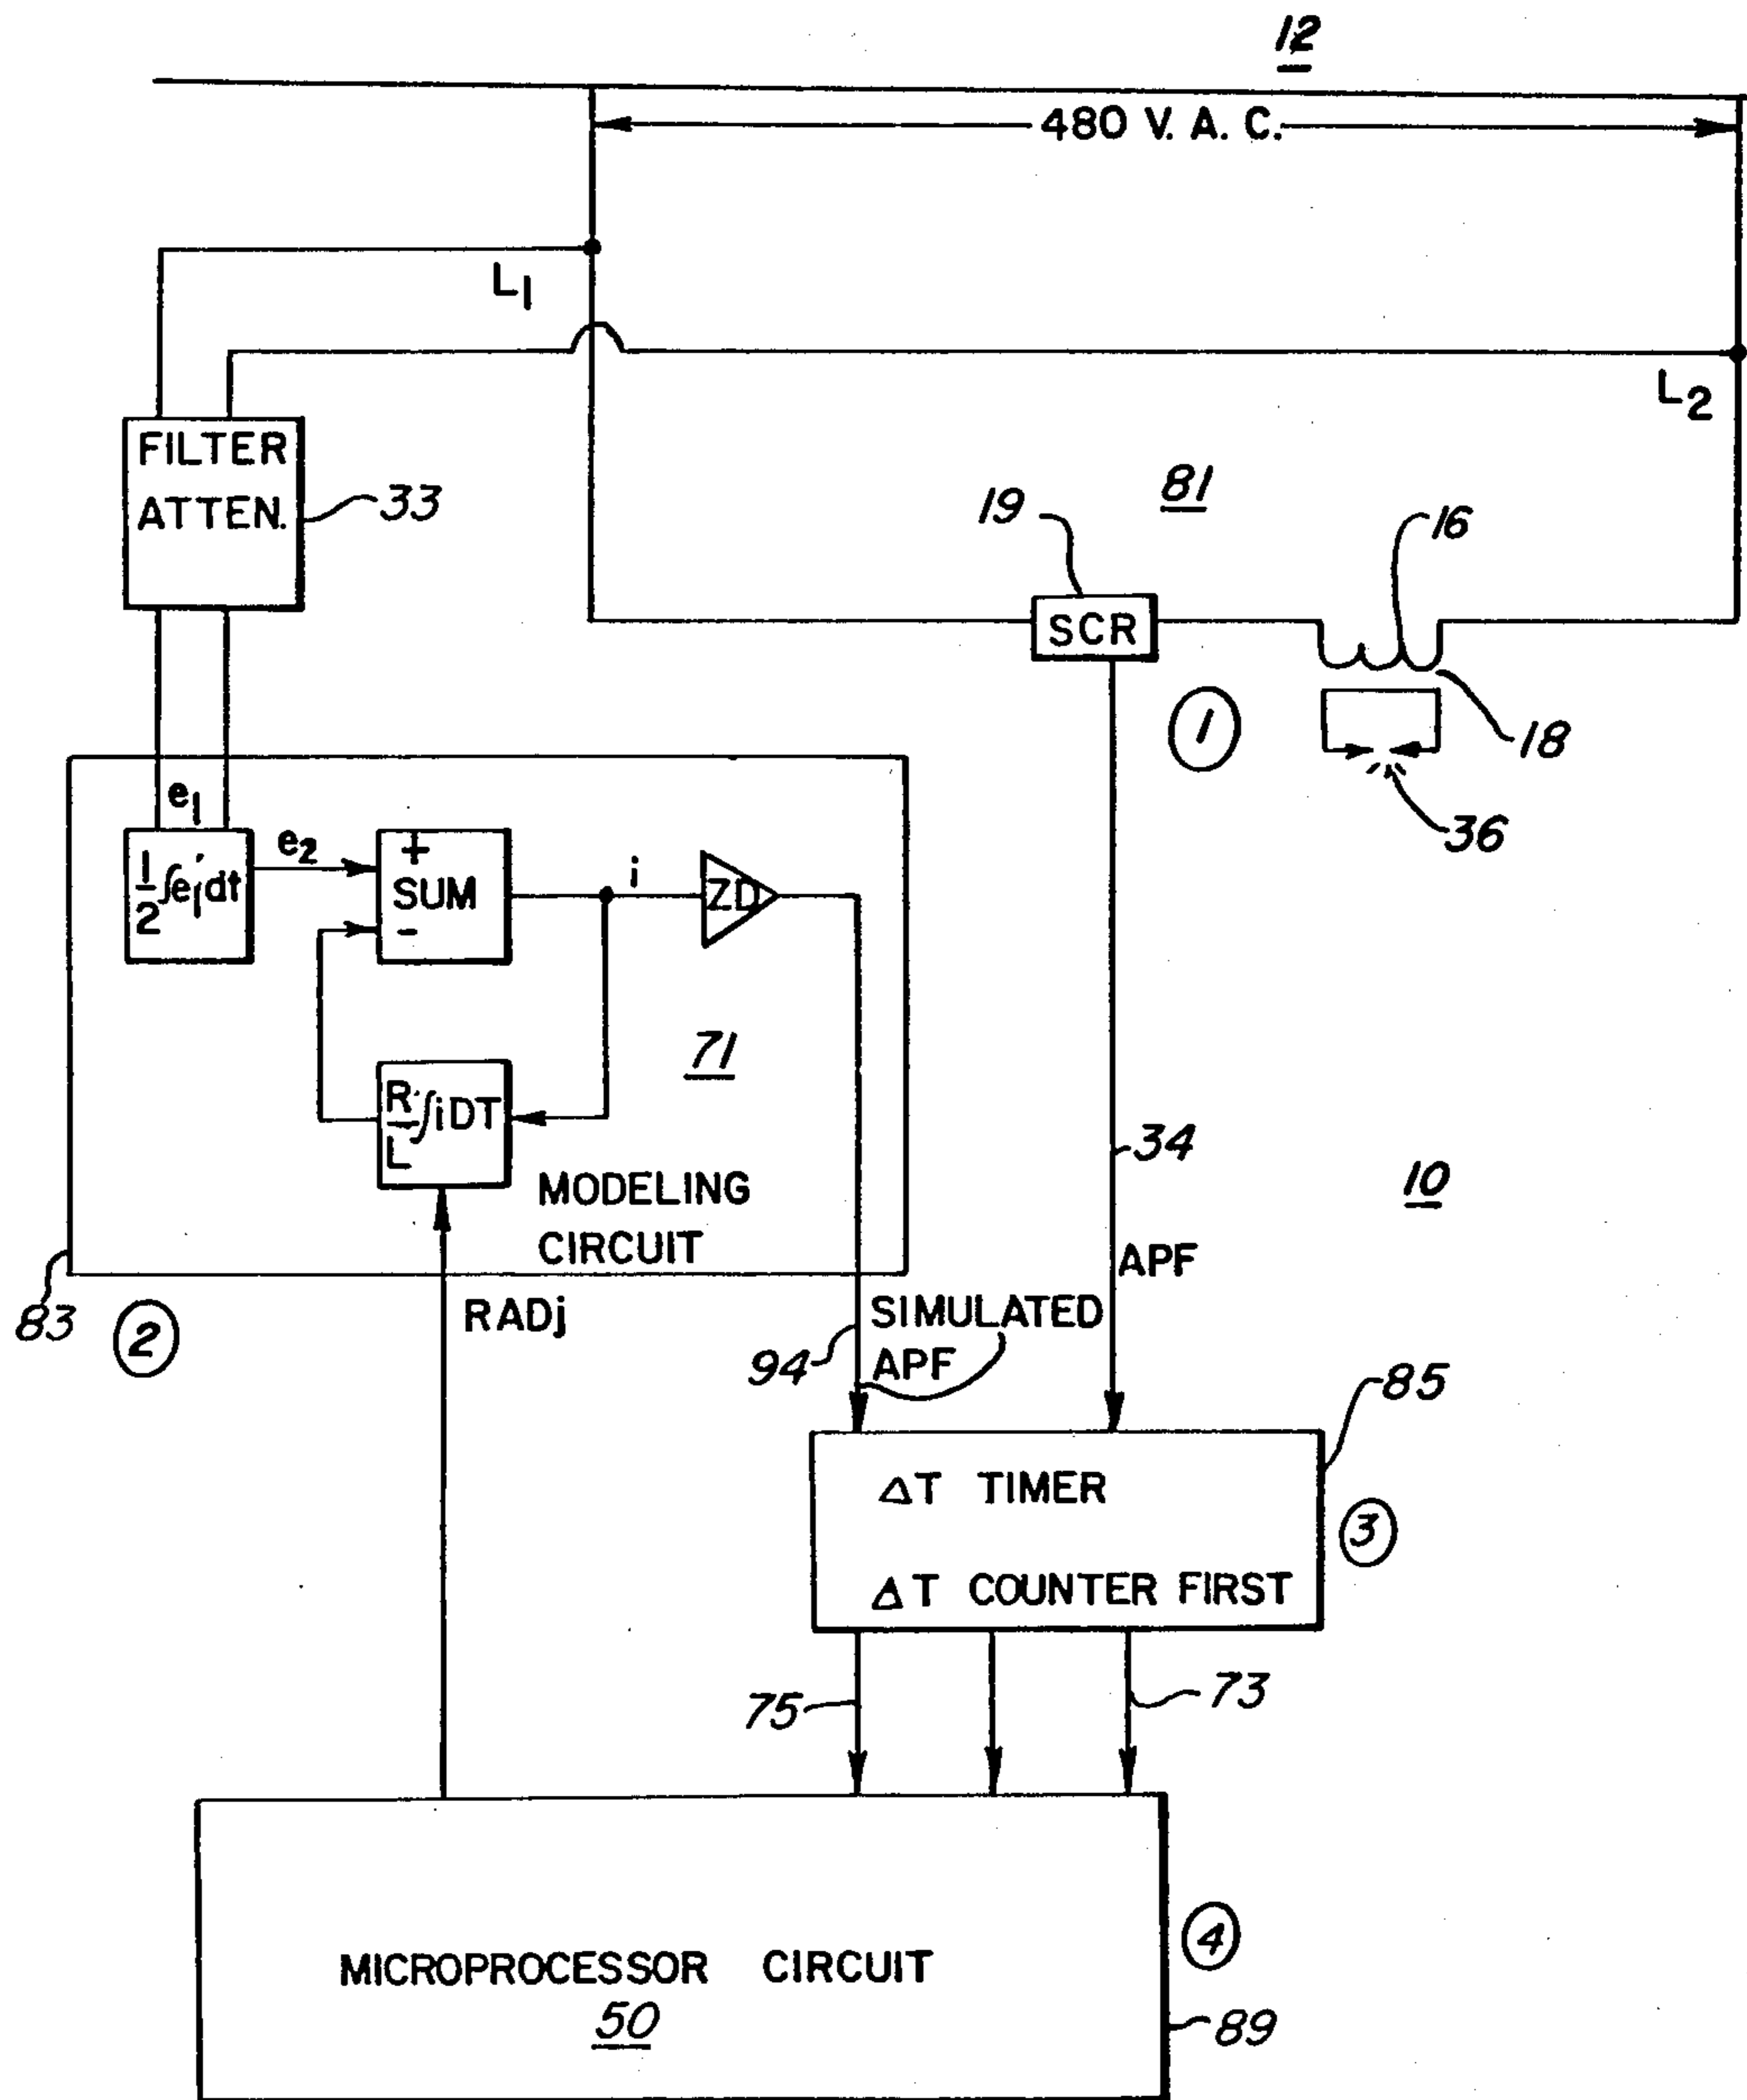 12
480 V. A. C.
L1
L2
FILTER
ATTEN.
33
81
19
16
SCR
1
18
36
e1
e2
+
SUM
-
i
ZD
1/2 ∫e1'dt
71
R/L ∫iDT
MODELING
CIRCUIT
34
10
APF
83
2
RADj
SIMULATED
APF
94
85
ΔT TIMER
3
ΔT COUNTER FIRST
75
73
MICROPROCESSOR CIRCUIT
50
4
89